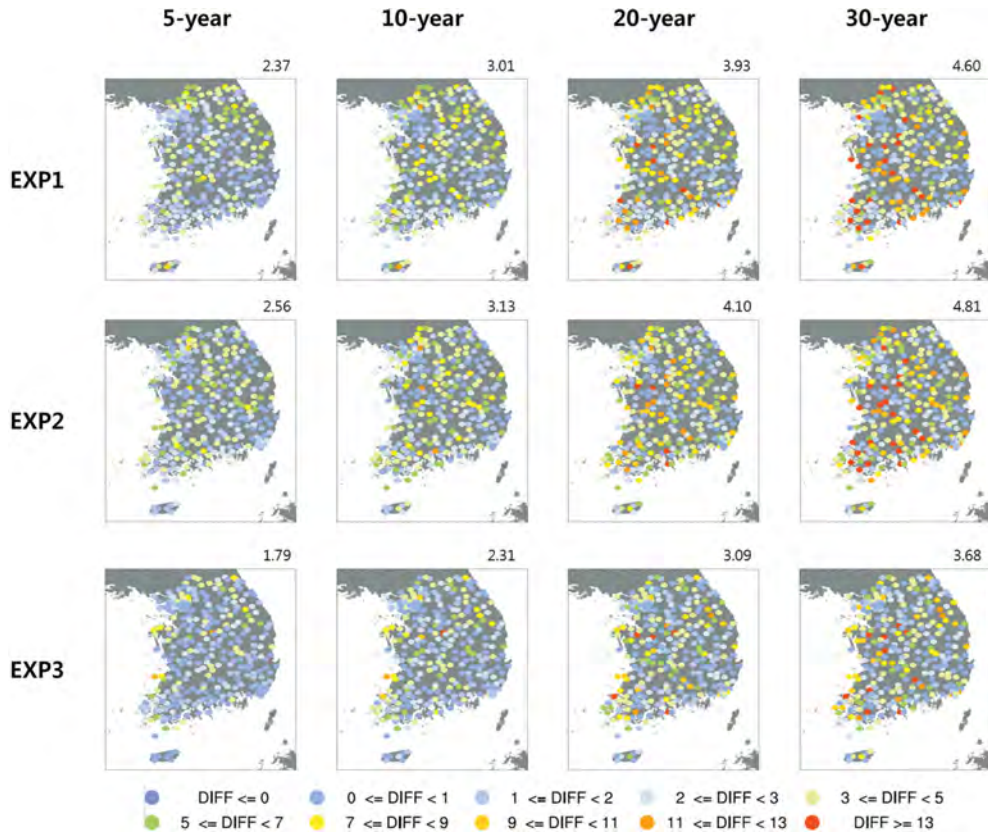 5-year 10-year 20-year 30-year
2.37 3.01 3.93 4.60
EXP1
2.56 3.13 4.10 4.81
EXP2
1.79 2.31 3.09 3.68
EXP3
DIFF <= 0 0 <= DIFF < 1 1 <= DIFF < 2 2 <= DIFF < 3 3 <= DIFF < 5
5 <= DIFF < 7 7 <= DIFF < 9 9 <= DIFF < 11 11 <= DIFF < 13 DIFF >= 13